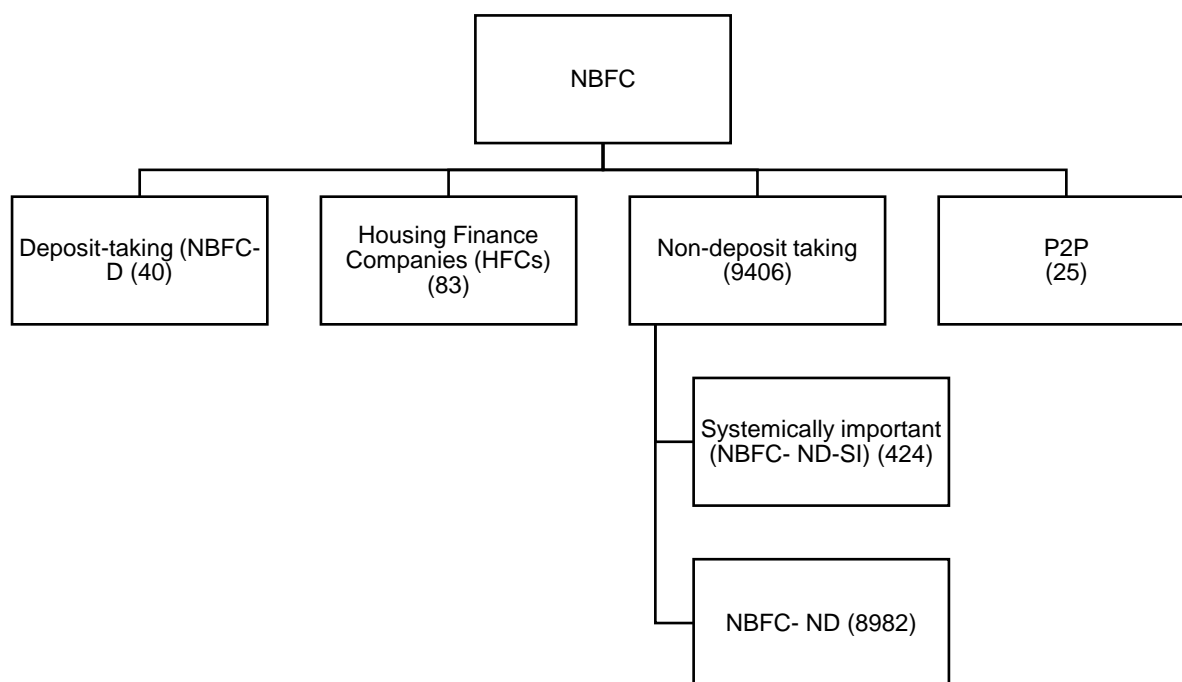 NBFC
Deposit-taking (NBFC-
D (40)
Housing Finance
Companies (HFCs)
(83)
Non-deposit taking
(9406)
P2P
(25)
Systemically important
(NBFC- ND-SI) (424)
NBFC- ND (8982)